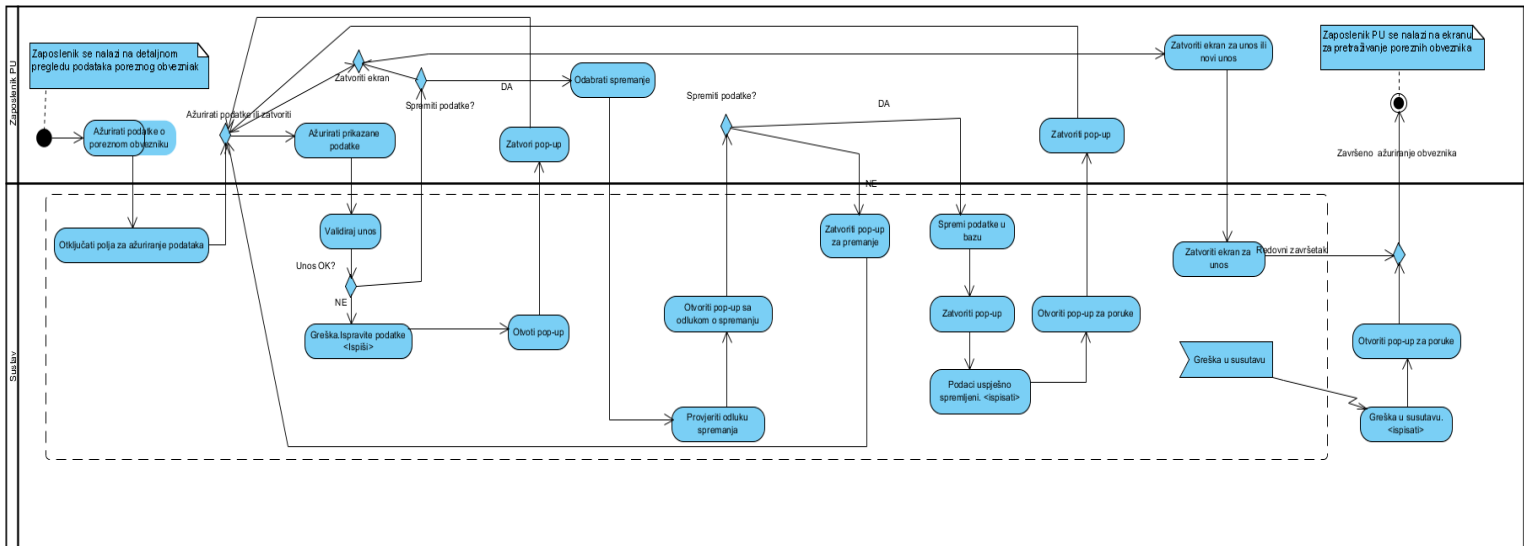 Zaposlenik PU
Zaposlenik se nalazi na detaljnom
pregledu podataka poreznog obvezniak
Ažurirati podatke o
poreznom obvezniku
Ažurirati podatke ili zatvoriti
Zatvoriti ekran
Spremiti podatke?
DA
Ažurirati prikazane
podatke
Odabrati spremanje
Zatvori pop-up
Spremiti podatke?
DA
NE
Zatvoriti pop-up
Zatvoriti ekran za unos ili
novi unos
Zaposlenik PU se nalazi na ekranu
za pretraživanje poreznih obveznika
Završeno ažuriranje obveznika
Sustav
Otključati polja za ažuriranje podataka
Validiraj unos
Unos OK?
NE
Greška.Ispravite podatke
<Ispiši>
Otvoti pop-up
Otvoriti pop-up sa
odlukom o spremanju
Provjeriti odluku
spremanja
Zatvoriti pop-up
za premanje
Spremi podatke u
bazu
Zatvoriti pop-up
Podaci uspješno
spremljeni. <ispisati>
Otvoriti pop-up za poruke
Zatvoriti ekran za
unos
Redovni završetak
Greška u susutavu
Otvoriti pop-up za poruke
Greška u susutavu.
<ispisati>